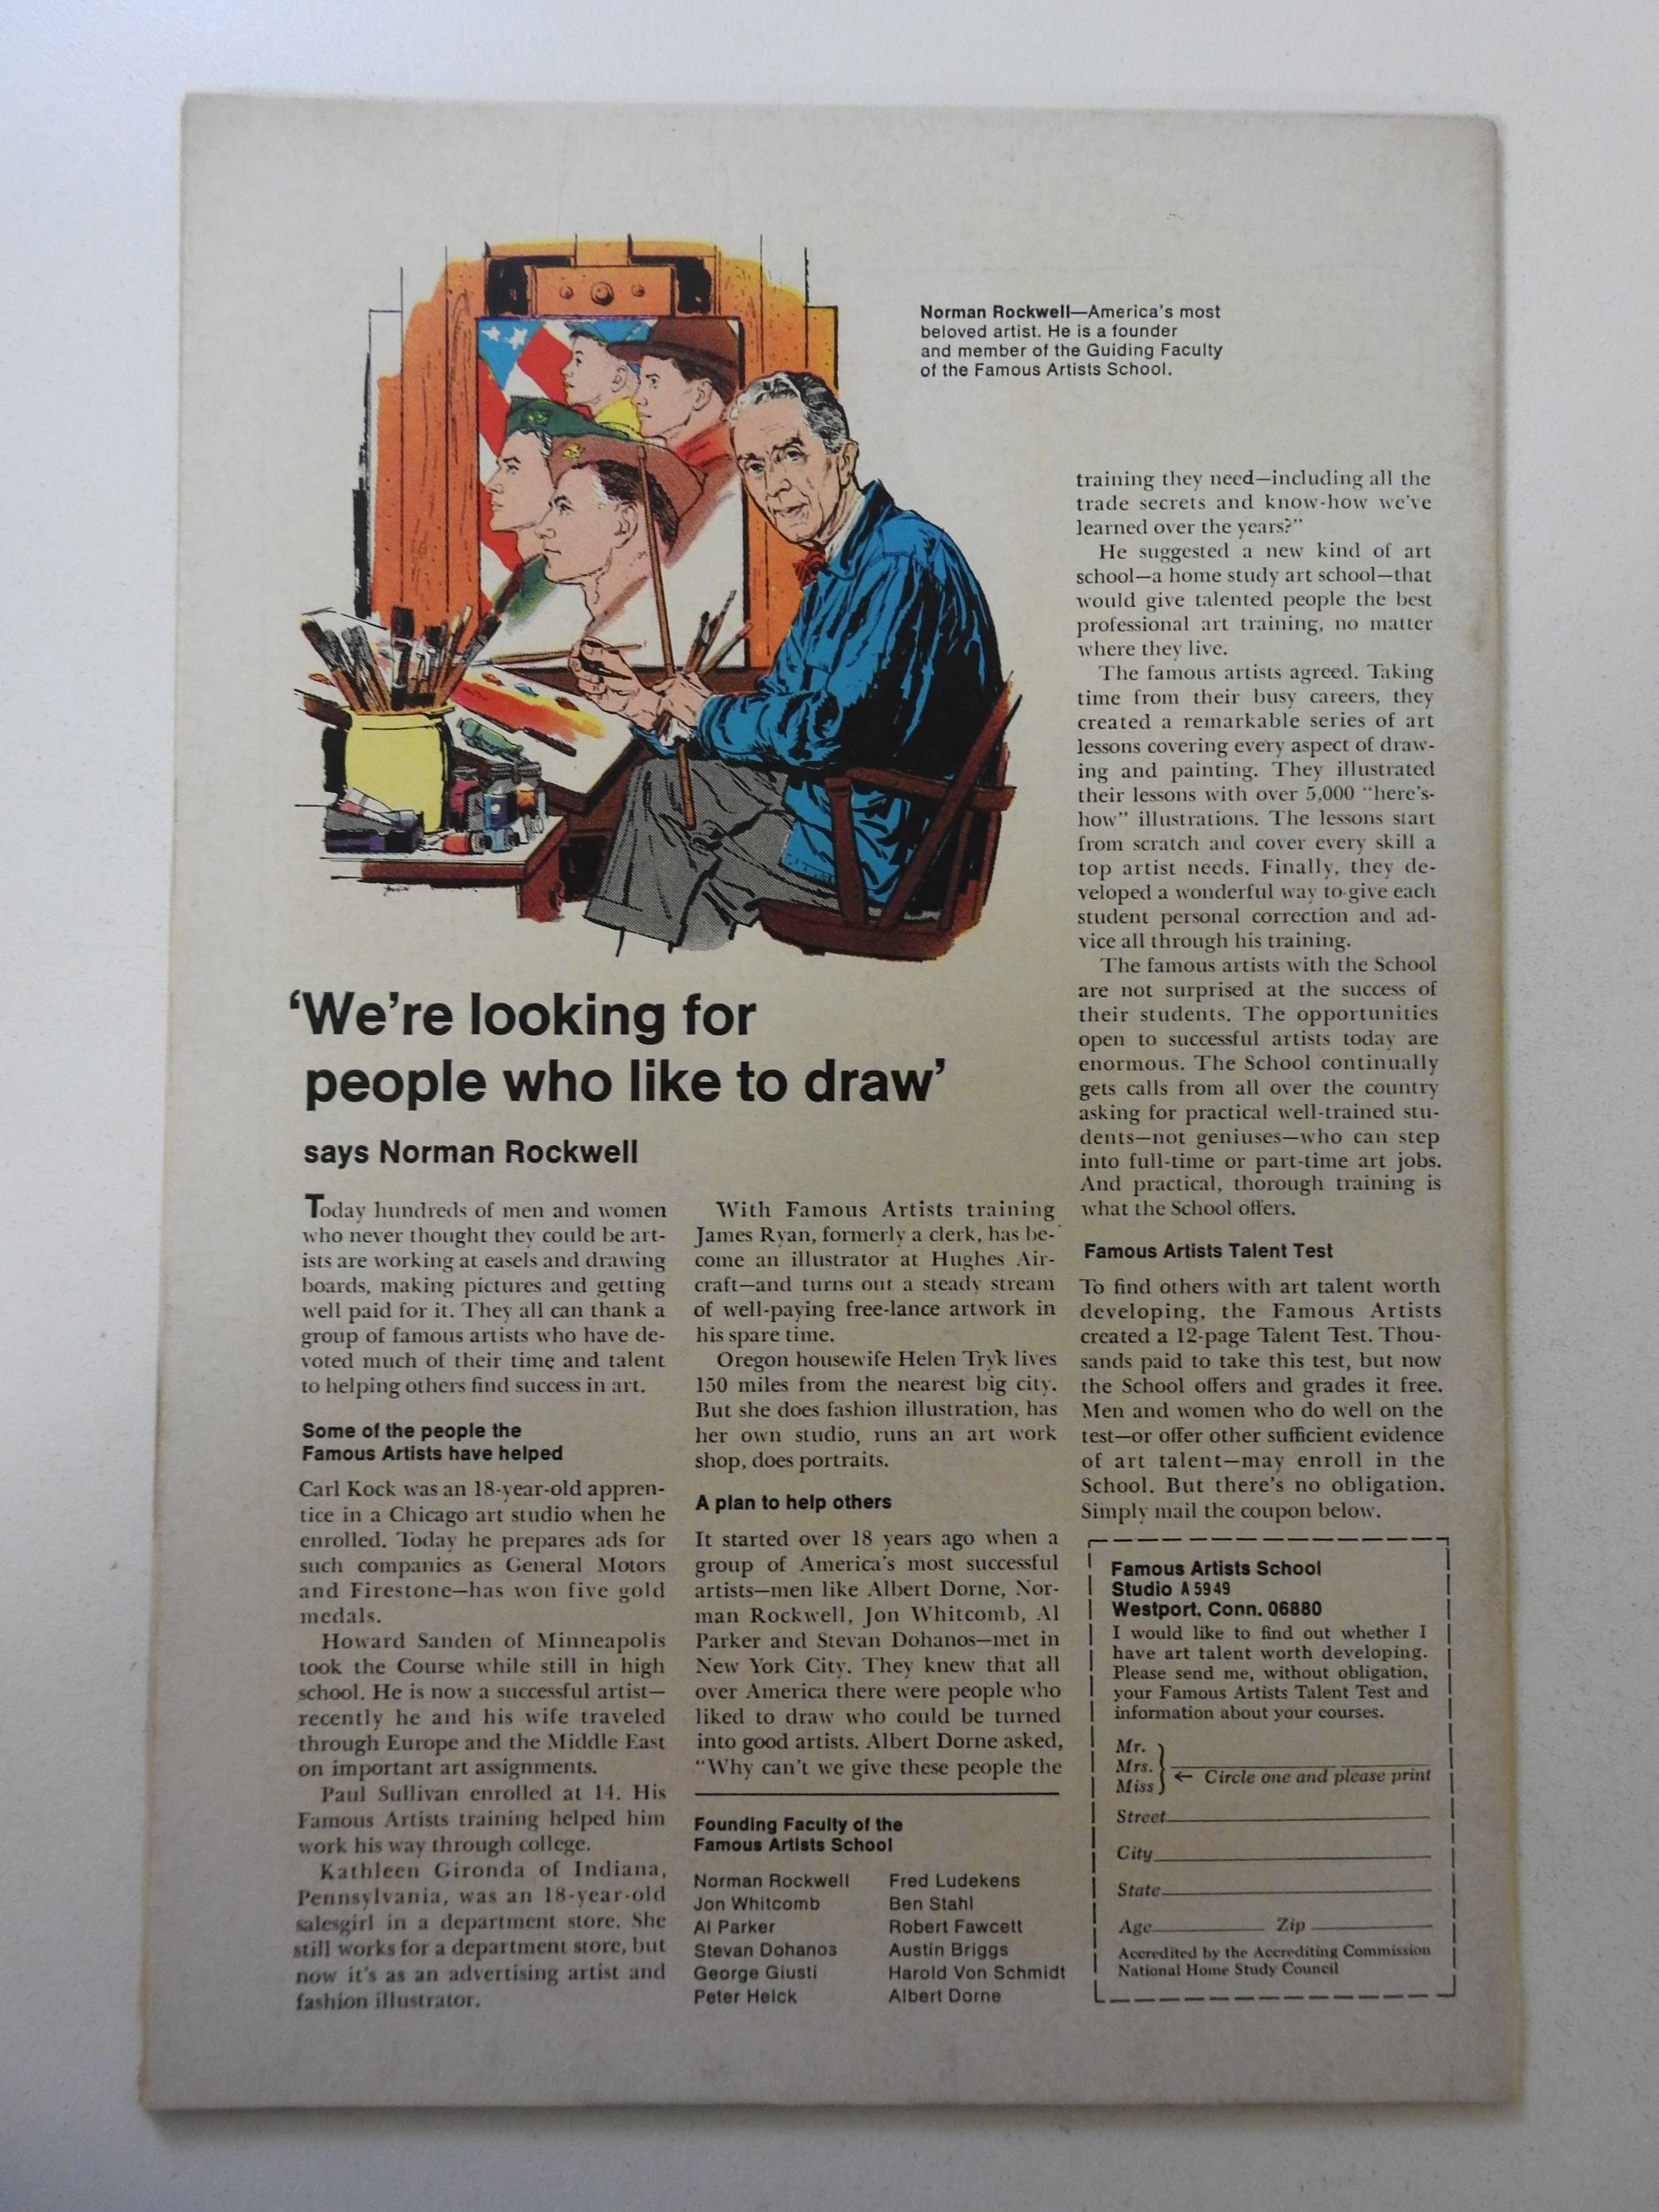 Norman Rockwell—America's most
beloved artist. He is a founder
and member of the Guiding Faculty
of the Famous Artists School.
'We're looking for
people who like to draw'
says Norman Rockwell
Today hundreds of men and women
who never thought they could be art-
ists are working at easels and drawing
boards, making pictures and getting
well paid for it. They all can thank a
group of famous artists who have de-
voted much of their time and talent
to helping others find success in art.
Some of the people the
Famous Artists have helped
Carl Kock was an 18-year-old appren-
tice in a Chicago art studio when he
enrolled. Today he prepares ads for
such companies as General Motors
and Firestone—has won five gold
medals.
Howard Sanden of Minneapolis
took the Course while still in high
school. He is now a successful artist—
recently he and his wife traveled
through Europe and the Middle East
on important art assignments.
Paul Sullivan enrolled at 14. His
Famous Artists training helped him
work his way through college.
Kathleen Gironda of Indiana,
Pennsylvania, was an 18-year-old
salesgirl in a department store. She
still works for a department store, but
now it's as an advertising artist and
fashion illustrator.
With Famous Artists training
James Ryan, formerly a clerk, has be-
come an illustrator at Hughes Air-
craft—and turns out a steady stream
of well-paying free-lance artwork in
his spare time.
Oregon housewife Helen Tryk lives
150 miles from the nearest big city.
But she does fashion illustration, has
her own studio, runs an art work
shop, does portraits.
A plan to help others
It started over 18 years ago when a
group of America's most successful
artists—men like Albert Dorne, Nor-
man Rockwell, Jon Whitcomb, Al
Parker and Stevan Dohanos—met in
New York City. They knew that all
over America there were people who
liked to draw who could be turned
into good artists. Albert Dorne asked,
"Why can't we give these people the
training they need—including all the
trade secrets and know-how we've
learned over the years?"
He suggested a new kind of art
school—a home study art school—that
would give talented people the best
professional art training, no matter
where they live.
The famous artists agreed. Taking
time from their busy careers, they
created a remarkable series of art
lessons covering every aspect of draw-
ing and painting. They illustrated
their lessons with over 5,000 "here's-
how" illustrations. The lessons start
from scratch and cover every skill a
top artist needs. Finally, they de-
veloped a wonderful way to give each
student personal correction and ad-
vice all through his training.
The famous artists with the School
are not surprised at the success of
their students. The opportunities
open to successful artists today are
enormous. The School continually
gets calls from all over the country
asking for practical well-trained stu-
dents—not geniuses—who can step
into full-time or part-time art jobs.
And practical, thorough training is
what the School offers.
Famous Artists Talent Test
To find others with art talent worth
developing, the Famous Artists
created a 12-page Talent Test. Thou-
sands paid to take this test, but now
the School offers and grades it free.
Men and women who do well on the
test—or offer other sufficient evidence
of art talent—may enroll in the
School. But there's no obligation.
Simply mail the coupon below.
Founding Faculty of the
Famous Artists School
Norman Rockwell
Jon Whitcomb
Al Parker
Stevan Dohanos
George Giusti
Peter Helck
Fred Ludekens
Ben Stahl
Robert Fawcett
Austin Briggs
Harold Von Schmidt
Albert Dorne
Famous Artists School
Studio A 5949
Westport, Conn. 06880
I would like to find out whether I
have art talent worth developing.
Please send me, without obligation,
your Famous Artists Talent Test and
information about your courses.
Mr.
Mrs.
Miss
← Circle one and please print
Street
City
State
Age Zip
Accredited by the Accrediting Commission
National Home Study Council